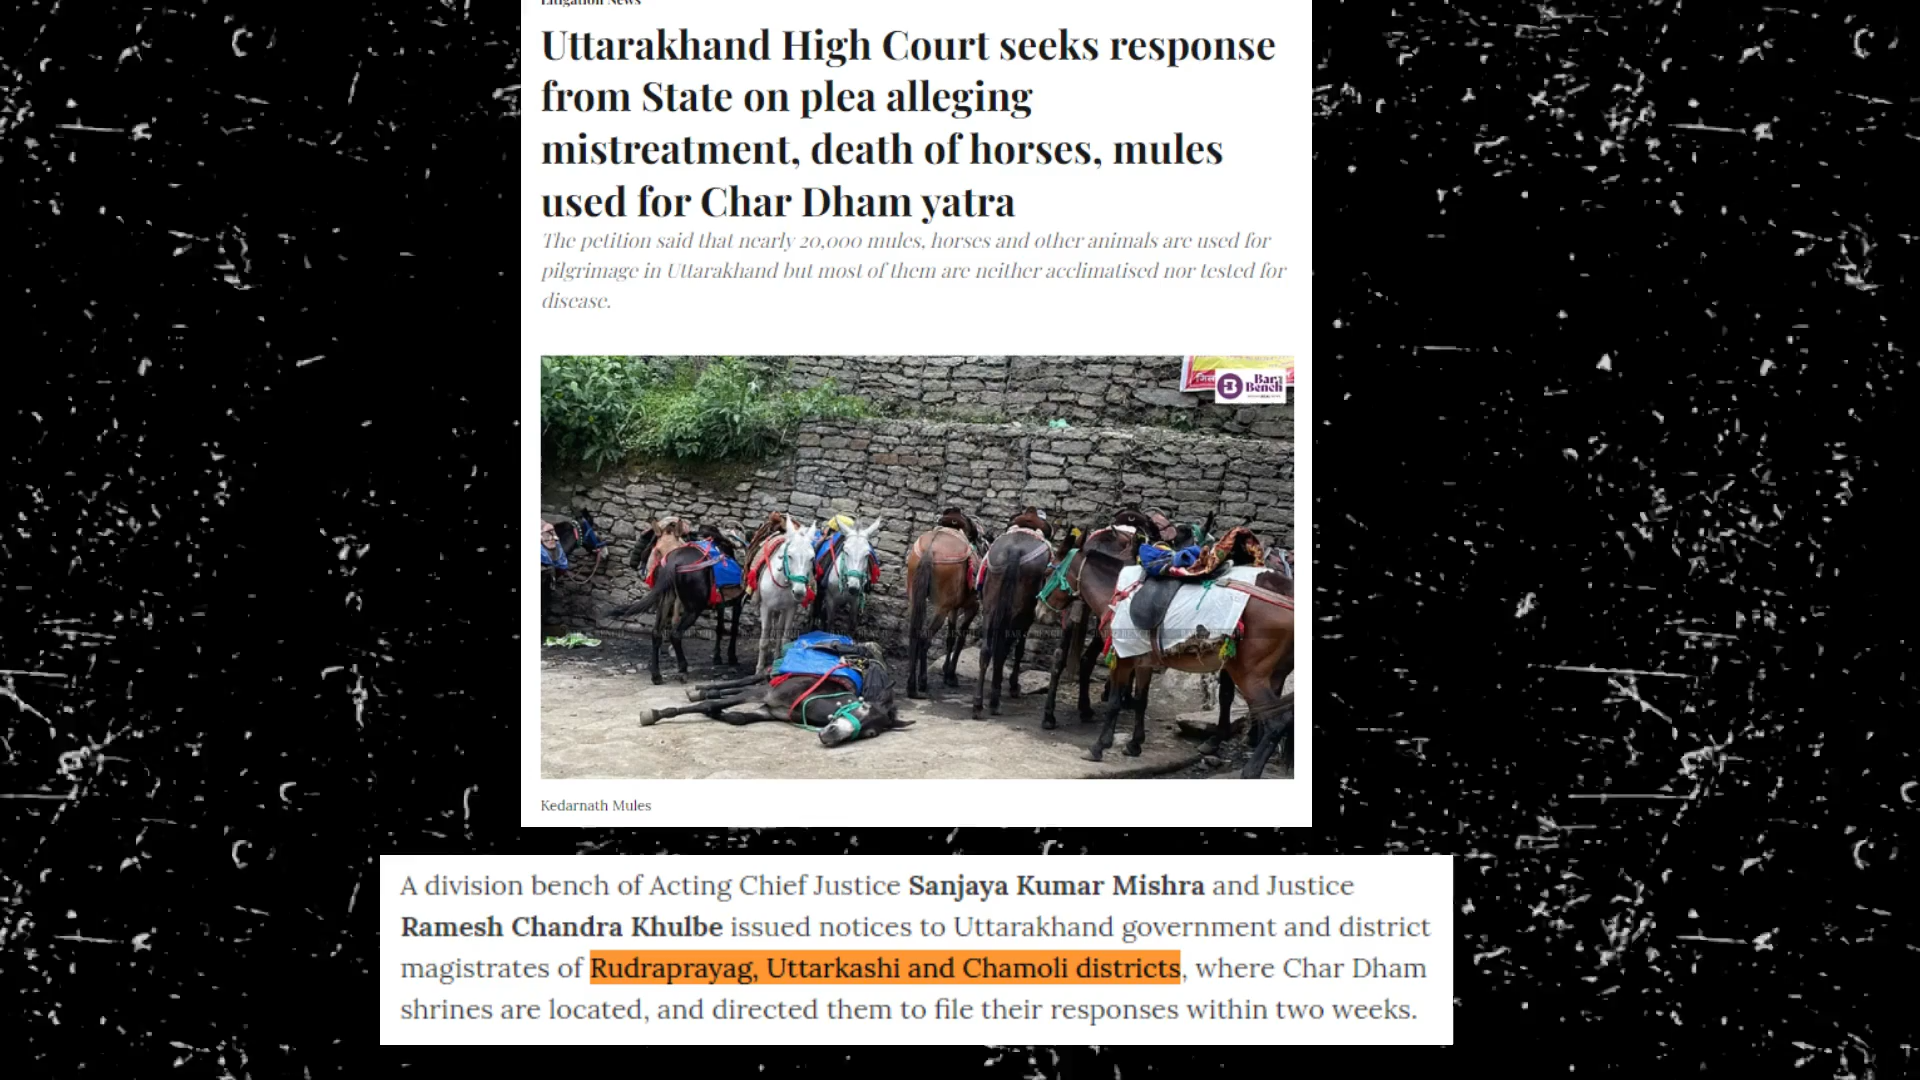 Litigation News
Uttarakhand High Court seeks response
from State on plea alleging
mistreatment, death of horses, mules
used for Char Dham yatra
The petition said that nearly 20,000 mules, horses and other animals are used for
pilgrimage in Uttarakhand but most of them are neither acclimatised nor tested for
disease.
Bar &
Bench
Kedarnath Mules
A division bench of Acting Chief Justice Sanjaya Kumar Mishra and Justice
Ramesh Chandra Khulbe issued notices to Uttarakhand government and district
magistrates of Rudraprayag, Uttarkashi and Chamoli districts, where Char Dham
shrines are located, and directed them to file their responses within two weeks.